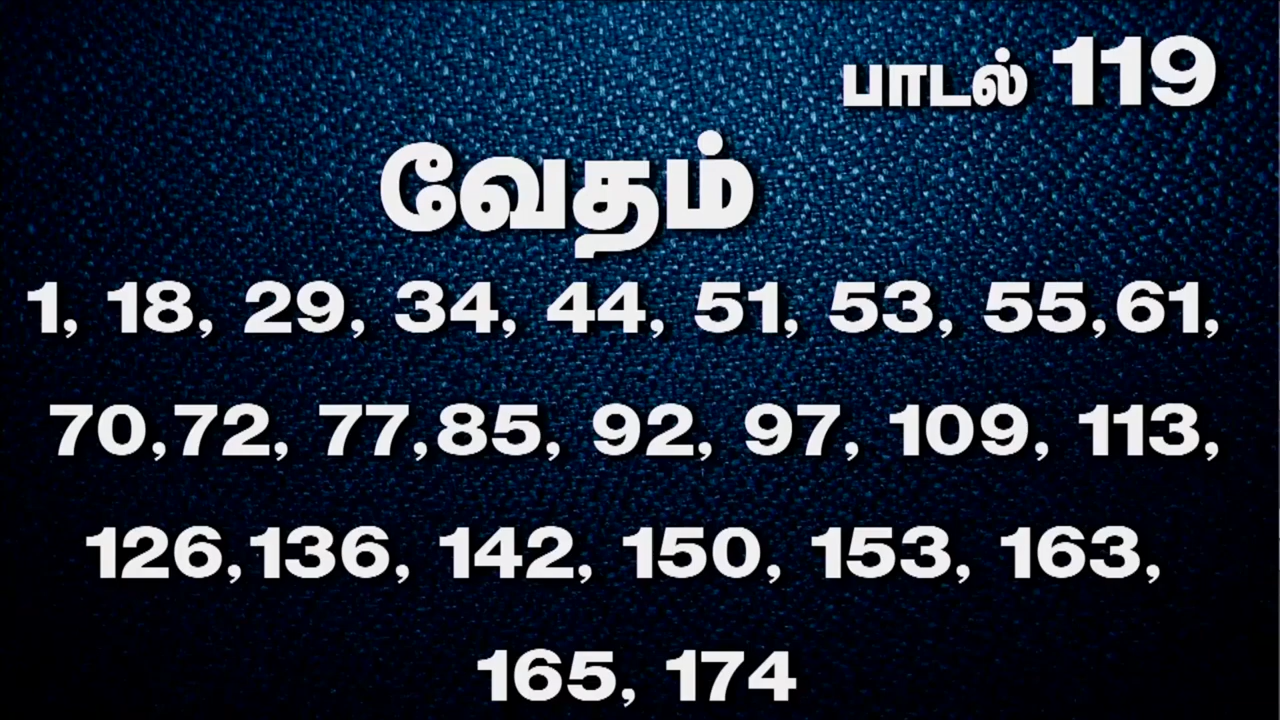 பாடல் 119
வேதம்
1, 18, 29, 34, 44, 51, 53, 55,61,
70,72, 77,85, 92, 97, 109, 113,
126,136, 142, 150, 153, 163,
165, 174